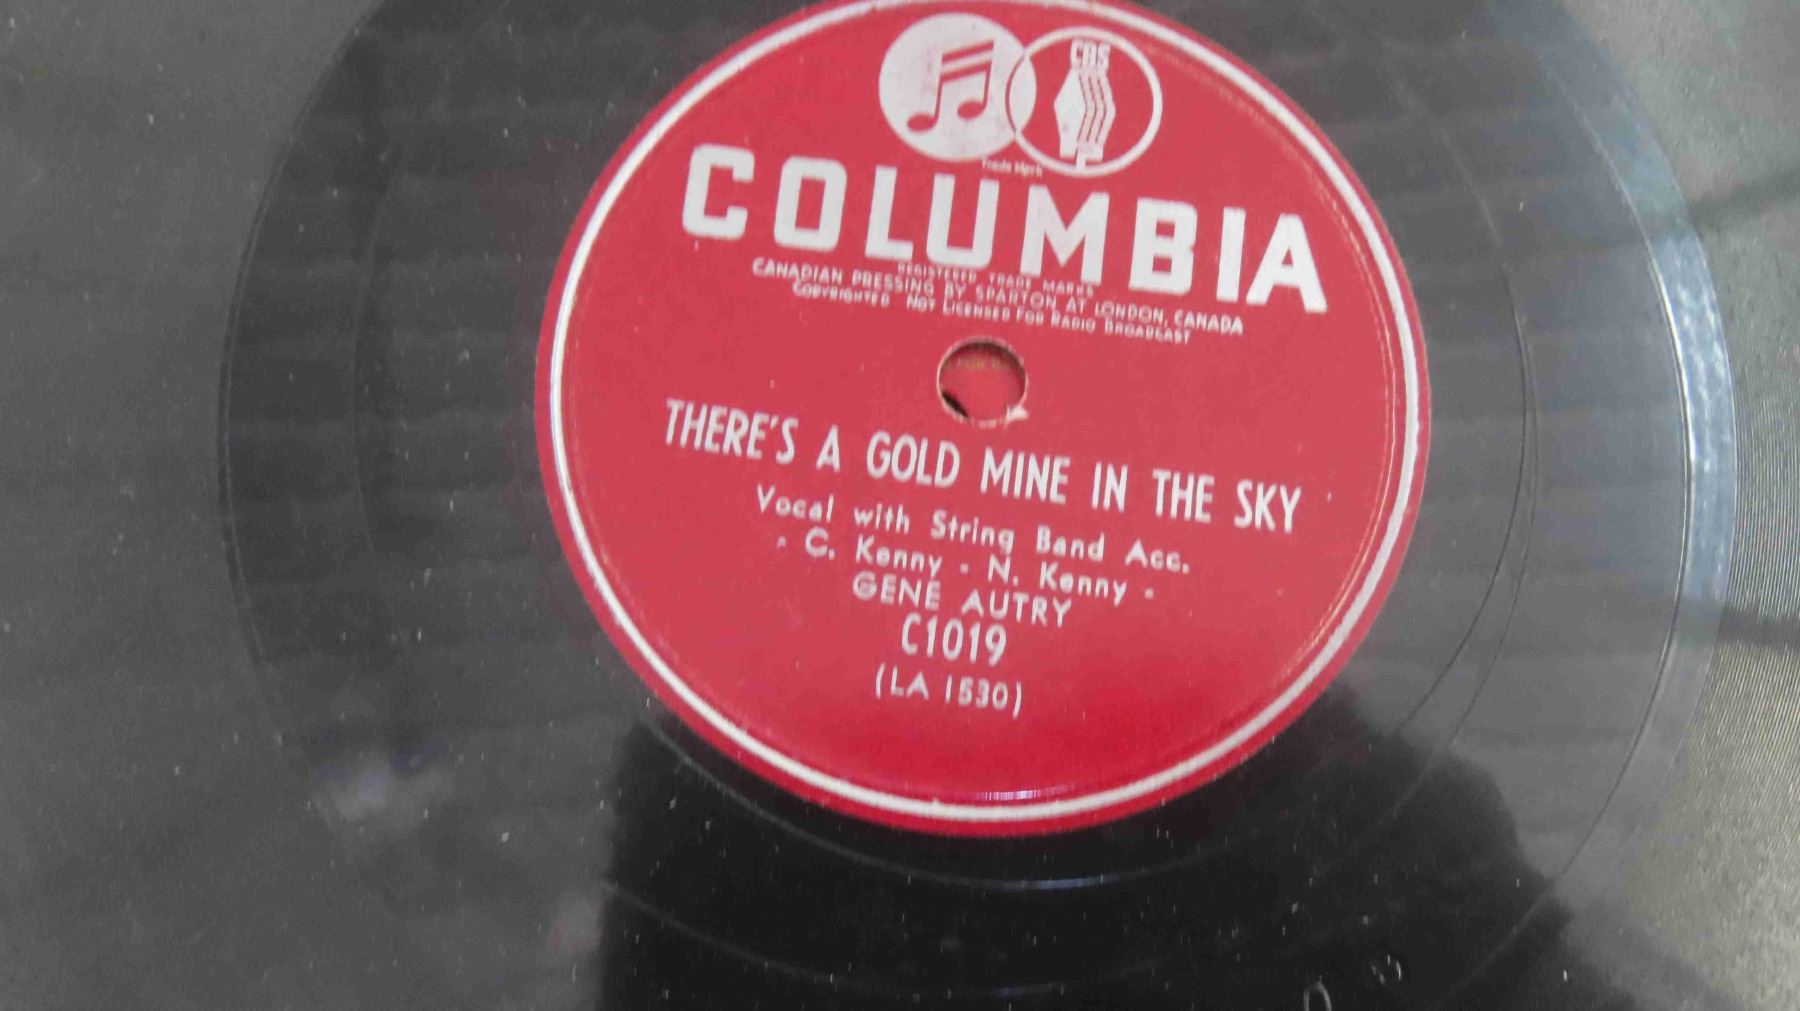 CBS
Trade Mark
COLUMBIA
REGISTERED TRADE MARKS
CANADIAN PRESSING BY SPARTON AT LONDON, CANADA
COPYRIGHTED NOT LICENSED FOR RADIO BROADCAST
THERE'S A GOLD MINE IN THE SKY
Vocal with String Band Acc.
- C. Kenny - N. Kenny -
GENE AUTRY
C1019
(LA 1530)